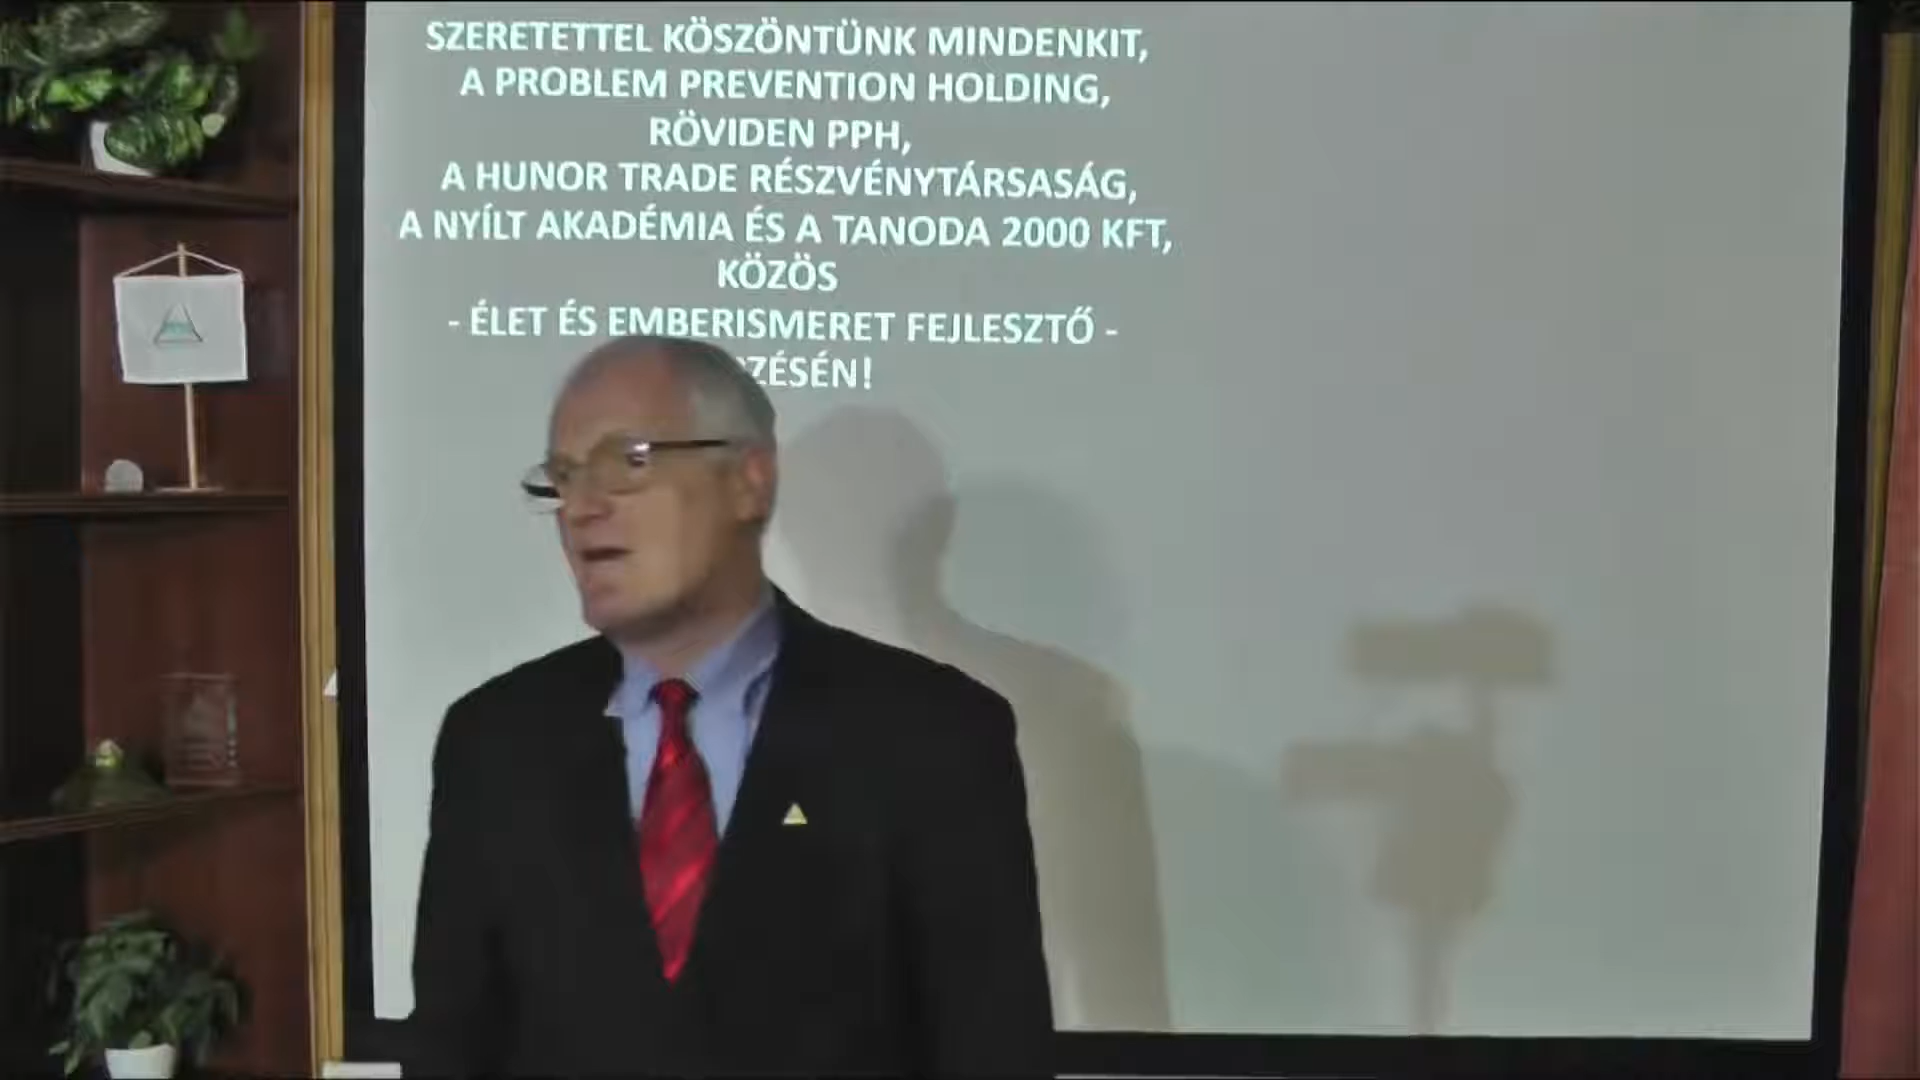 SZERETETTEL KÖSZÖNTÜNK MINDENKIT,
A PROBLEM PREVENTION HOLDING,
RÖVIDEN PPH,
A HUNOR TRADE RÉSZVÉNYTÁRSASÁG,
A NYÍLT AKADÉMIA ÉS A TANODA 2000 KFT,
KÖZÖS
- ÉLET ÉS EMBERISMERET FEJLESZTŐ -